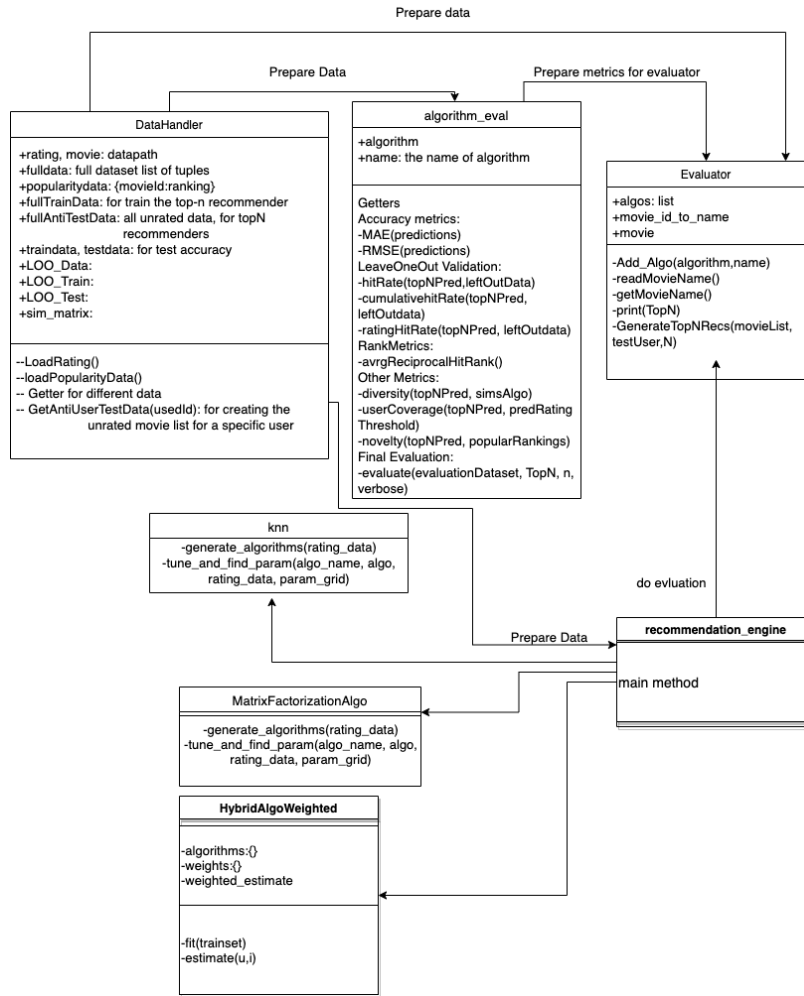 Prepare data
Prepare Data
Prepare metrics for evaluator
DataHandler
+rating, movie: datapath
+fulldata: full dataset list of tuples
+popularitydata: {movieId:ranking}
+fullTrainData: for train the top-n recommender
+fullAntiTestData: all unrated data, for topN
recommenders
+traindata, testdata: for test accuracy
+LOO_Data:
+LOO_Train:
+LOO_Test:
+sim_matrix:
--LoadRating()
--loadPopularityData()
-- Getter for different data
-- GetAntiUserTestData(usedId): for creating the
unrated movie list for a specific user
algorithm_eval
+algorithm
+name: the name of algorithm
Getters
Accuracy metrics:
-MAE(predictions)
-RMSE(predictions)
LeaveOneOut Validation:
-hitRate(topNPred,leftOutData)
-cumulativehitRate(topNPred,
leftOutdata)
-ratingHitRate(topNPred, leftOutdata)
RankMetrics:
-avrgReciprocalHitRank()
Other Metrics:
-diversity(topNPred, simsAlgo)
-userCoverage(topNPred, predRating
Threshold)
-novelty(topNPred, popularRankings)
Final Evaluation:
-evaluate(evaluationDataset, TopN, n,
verbose)
Evaluator
+algos: list
+movie_id_to_name
+movie
-Add_Algo(algorithm,name)
-readMovieName()
-getMovieName()
-print(TopN)
-GenerateTopNRecs(movieList,
testUser,N)
knn
-generate_algorithms(rating_data)
-tune_and_find_param(algo_name, algo,
rating_data, param_grid)
do evluation
Prepare Data
recommendation_engine
main method
MatrixFactorizationAlgo
-generate_algorithms(rating_data)
-tune_and_find_param(algo_name, algo,
rating_data, param_grid)
HybridAlgoWeighted
-algorithms:{}
-weights:{}
-weighted_estimate
-fit(trainset)
-estimate(u,i)